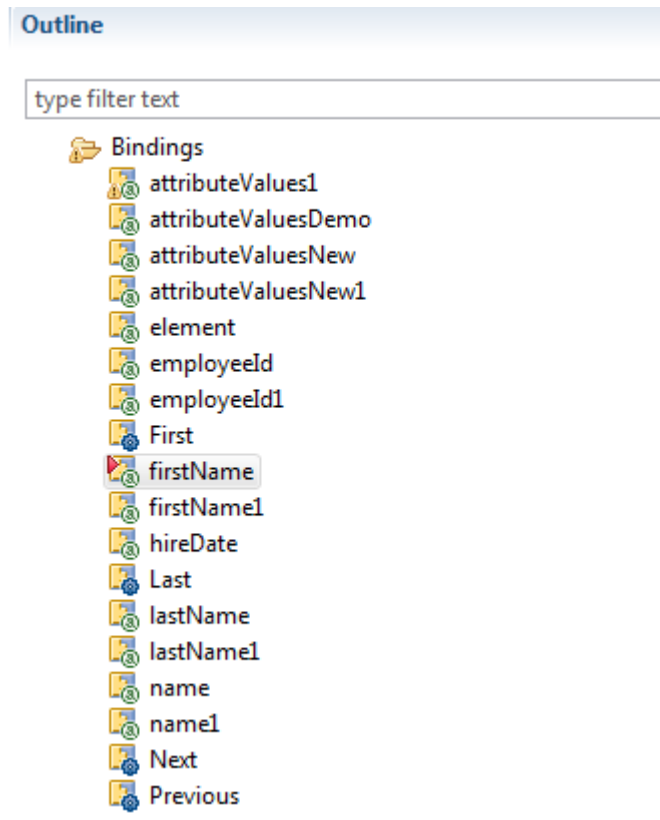 Outline
type filter text
Bindings
attributeValues1
attributeValuesDemo
attributeValuesNew
attributeValuesNew1
element
employeeId
employeeId1
First
firstName
firstName1
hireDate
Last
lastName
lastName1
name
name1
Next
Previous